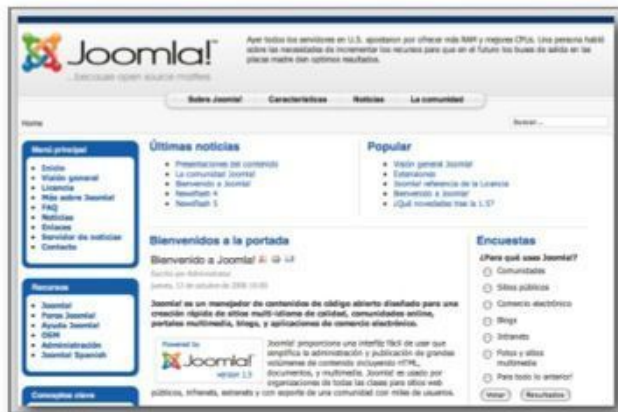 Joomla!™
...because open source matters
Ayer todos los servidores en U.S. apostaron por ofrecer más RAM y mejores CPUs. Una persona habló
sobre las necesidades de incrementar los recursos para que en el futuro los buses de salida en las
placas madre den optimos resultados.
Sobre Joomla! Características Noticias La comunidad
Home
Buscar...
Menú principal
Inicio
Visión general
Licencia
Más sobre Joomla!
FAQ
Noticias
Enlaces
Servidor de noticias
Contacto
Últimas noticias
Presentaciones del contenido
La comunidad Joomla!
Bienvenido a Joomla!
Newsflash 4
Newsflash 5
Popular
Visión general Joomla!
Extensiones
Joomla! referencia de la Licencia
Bienvenido a Joomla!
¿Qué novedades tras la 1.5?
Recursos
Joomla!
Foros Joomla!
Ayuda Joomla!
OSM
Administración
Joomla Spanish
Conceptos clave
Bienvenidos a la portada
Bienvenido a Joomla!
Escrito por Administrator
jueves, 12 de octubre de 2006 10:00
Joomla! es un manejador de contenidos de código abierto diseñado para una
creación rápida de sitios multi-idioma de calidad, comunidades online,
portales multimedia, blogs, y aplicaciones de comercio electrónico.
Powered by
Joomla!
version 1.5
Joomla! proporciona una interfaz fácil de usar que
simplifica la administración y publicación de grandes
volúmenes de contenido incluyendo HTML,
documentos, y multimedia. Joomla! es usado por
organizaciones de todas las clases para sitios web
públicos, intranets, extranets y con soporte de una comunidad con miles de usuarios.
Encuestas
¿Para qué usas Joomla!?
Comunidades
Sitios públicos
Comercio electrónico
Blogs
Intranets
Fotos y sitios
multimedia
Para todo lo anterior!
Votar Resultados